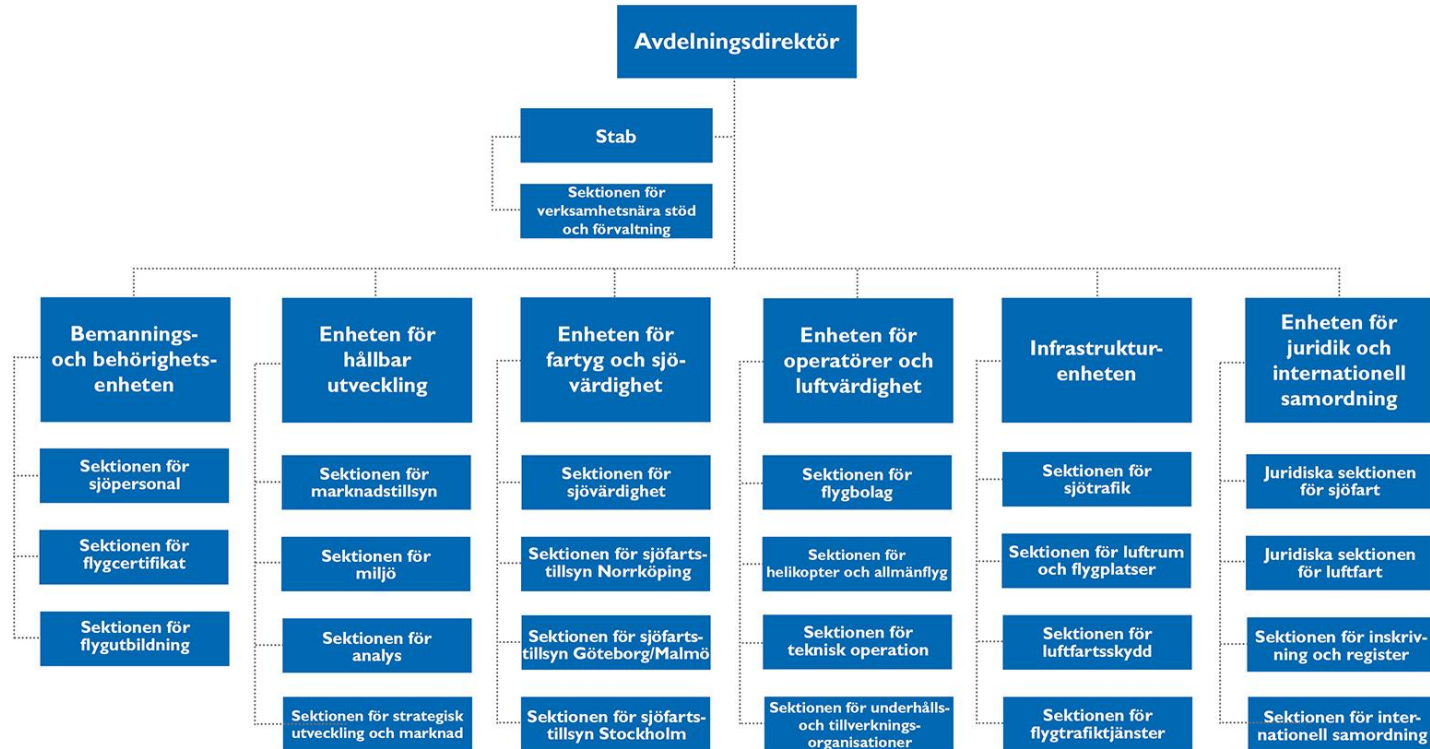 Avdelningsdirektör
Stab
Sektionen för
verksamhetsnära stöd
och förvaltning
Bemannings-
och behörighets-
enheten
Sektionen för
sjöpersonal
Sektionen för
flygcertifikat
Sektionen för
flygutbildning
Enheten för
hållbar
utveckling
Sektionen för
marknadstillsyn
Sektionen för
miljö
Sektionen för
analys
Sektionen för strategisk
utveckling och marknad
Enheten för
fartyg och sjö-
värdighet
Sektionen för
sjövärdighet
Sektionen för sjöfarts-
tillsyn Norrköping
Sektionen för sjöfarts-
tillsyn Göteborg/Malmö
Sektionen för sjöfarts-
tillsyn Stockholm
Enheten för
operatörer och
luftvärdighet
Sektionen för
flygbolag
Sektionen för
helikopter och allmänflyg
Sektionen för
teknisk operation
Sektionen för underhålls-
och tillverknings-
organisationer
Infrastruktur-
enheten
Sektionen för
sjötrafik
Sektionen för luftrum
och flygplatser
Sektionen för
luftfartsskydd
Sektionen för
flygtrafiktjänster
Enheten för
juridik och
internationell
samordning
Juridiska sektionen
för sjöfart
Juridiska sektionen
för luftfart
Sektionen för inskriv-
ning och register
Sektionen för inter-
nationell samordning